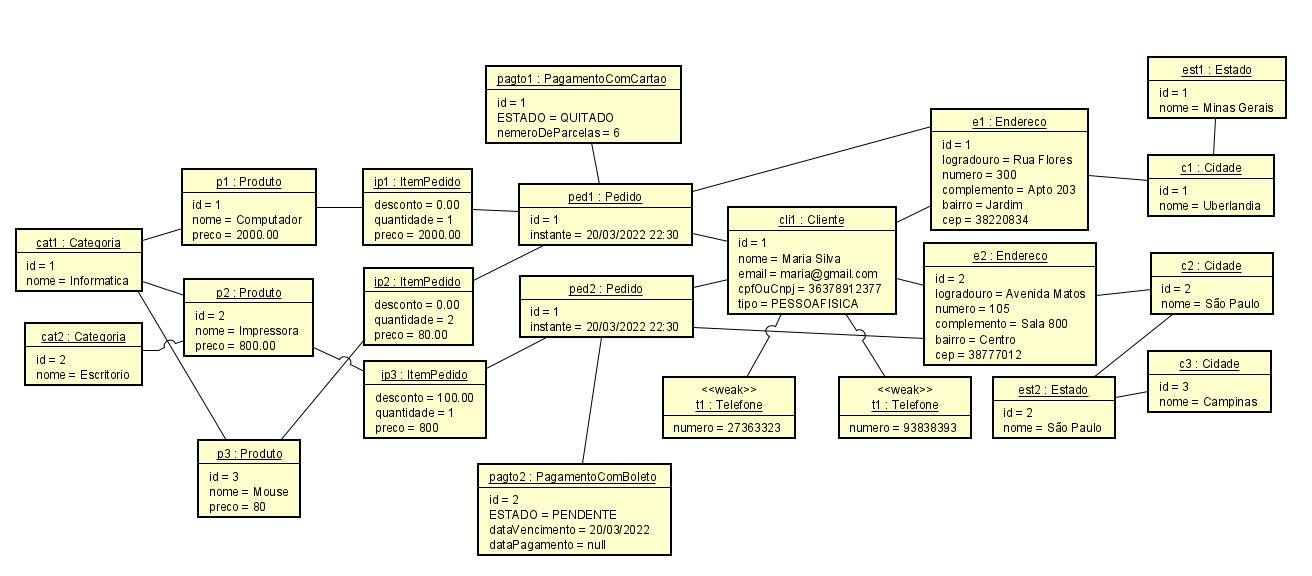 pagto1 : PagamentoComCartao
id = 1
ESTADO = QUITADO
nemeroDeParcelas = 6
est1 : Estado
id = 1
nome = Minas Gerais
e1 : Endereco
id = 1
logradouro = Rua Flores
numero = 300
complemento = Apto 203
bairro = Jardim
cep = 38220834
c1 : Cidade
id = 1
nome = Uberlandia
p1 : Produto
id = 1
nome = Computador
preco = 2000.00
ip1 : ItemPedido
desconto = 0.00
quantidade = 1
preco = 2000.00
ped1 : Pedido
id = 1
instante = 20/03/2022 22:30
cli1 : Cliente
id = 1
nome = Maria Silva
email = maria@gmail.com
cpfOuCnpj = 36378912377
tipo = PESSOAFISICA
cat1 : Categoria
id = 1
nome = Informatica
p2 : Produto
id = 2
nome = Impressora
preco = 800.00
ip2 : ItemPedido
desconto = 0.00
quantidade = 2
preco = 80.00
ped2 : Pedido
id = 1
instante = 20/03/2022 22:30
e2 : Endereco
id = 2
logradouro = Avenida Matos
numero = 105
complemento = Sala 800
bairro = Centro
cep = 38777012
c2 : Cidade
id = 2
nome = São Paulo
cat2 : Categoria
id = 2
nome = Escritorio
ip3 : ItemPedido
desconto = 100.00
quantidade = 1
preco = 800
<<weak>>
t1 : Telefone
numero = 27363323
<<weak>>
t1 : Telefone
numero = 93838393
est2 : Estado
id = 2
nome = São Paulo
c3 : Cidade
id = 3
nome = Campinas
p3 : Produto
id = 3
nome = Mouse
preco = 80
pagto2 : PagamentoComBoleto
id = 2
ESTADO = PENDENTE
dataVencimento = 20/03/2022
dataPagamento = null